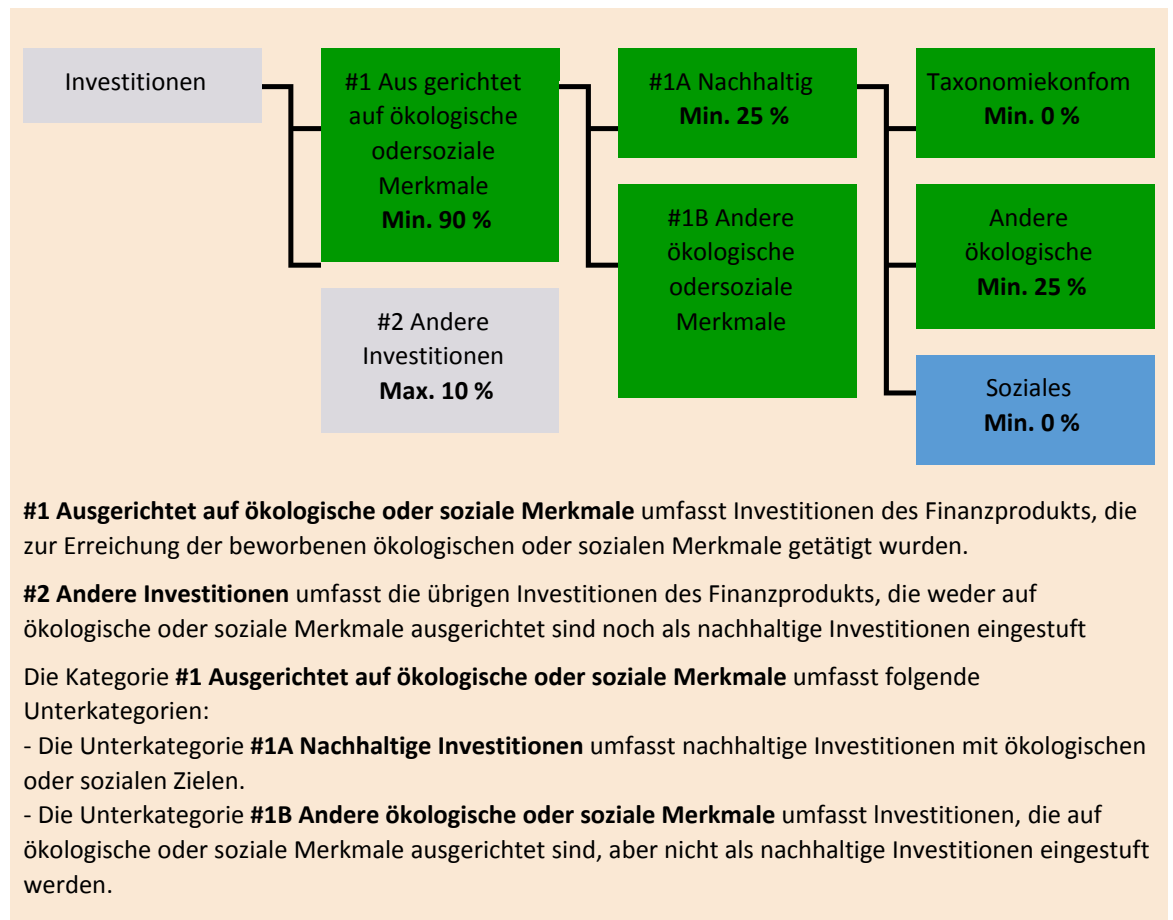 Investitionen
#1 Aus gerichtet
auf ökologische
odersoziale
Merkmale
Min. 90 %
#2 Andere
Investitionen
Max. 10 %
#1A Nachhaltig
Min. 25 %
#1B Andere
ökologische
odersoziale
Merkmale
Taxonomiekonfom
Min. 0 %
Andere
ökologische
Min. 25 %
Soziales
Min. 0 %
#1 Ausgerichtet auf ökologische oder soziale Merkmale umfasst Investitionen des Finanzprodukts, die
zur Erreichung der beworbenen ökologischen oder sozialen Merkmale getätigt wurden.
#2 Andere Investitionen umfasst die übrigen Investitionen des Finanzprodukts, die weder auf
ökologische oder soziale Merkmale ausgerichtet sind noch als nachhaltige Investitionen eingestuft
Die Kategorie #1 Ausgerichtet auf ökologische oder soziale Merkmale umfasst folgende
Unterkategorien:
- Die Unterkategorie #1A Nachhaltige Investitionen umfasst nachhaltige Investitionen mit ökologischen
oder sozialen Zielen.
- Die Unterkategorie #1B Andere ökologische oder soziale Merkmale umfasst lnvestitionen, die auf
ökologische oder soziale Merkmale ausgerichtet sind, aber nicht als nachhaltige Investitionen eingestuft
werden.